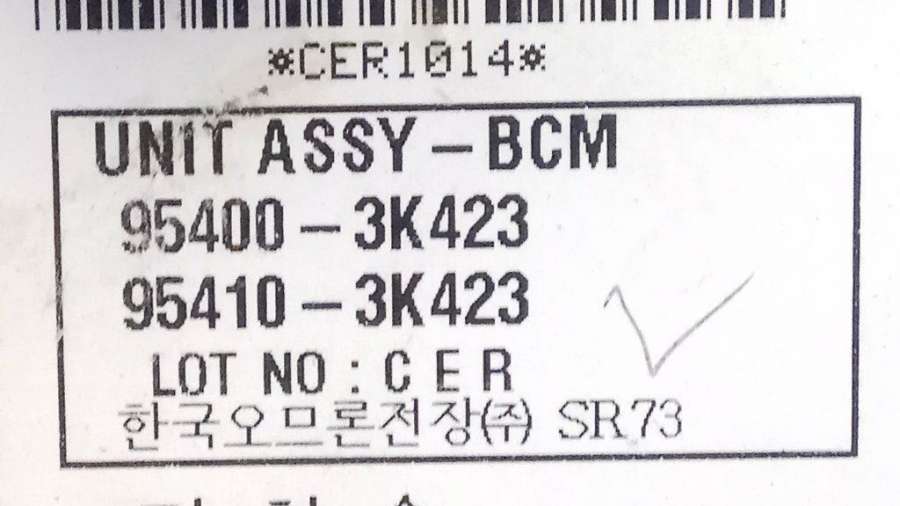 *CER1014*
UNIT ASSY-BCM
95400-3K423
95410-3K423
LOT NO : C E R
한국오므론전장(주) SR73